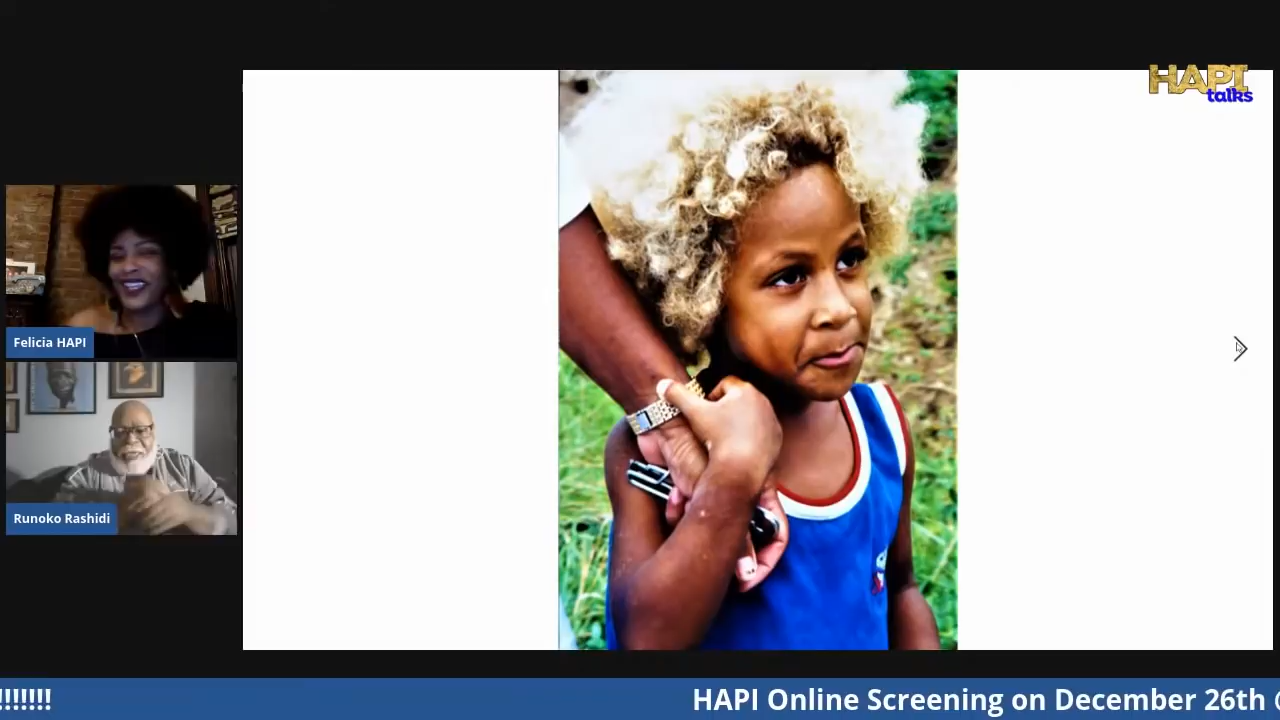 HAPI
talks
Felicia HAPI
Runoko Rashidi
!!!!!!! HAPI Online Screening on December 26th